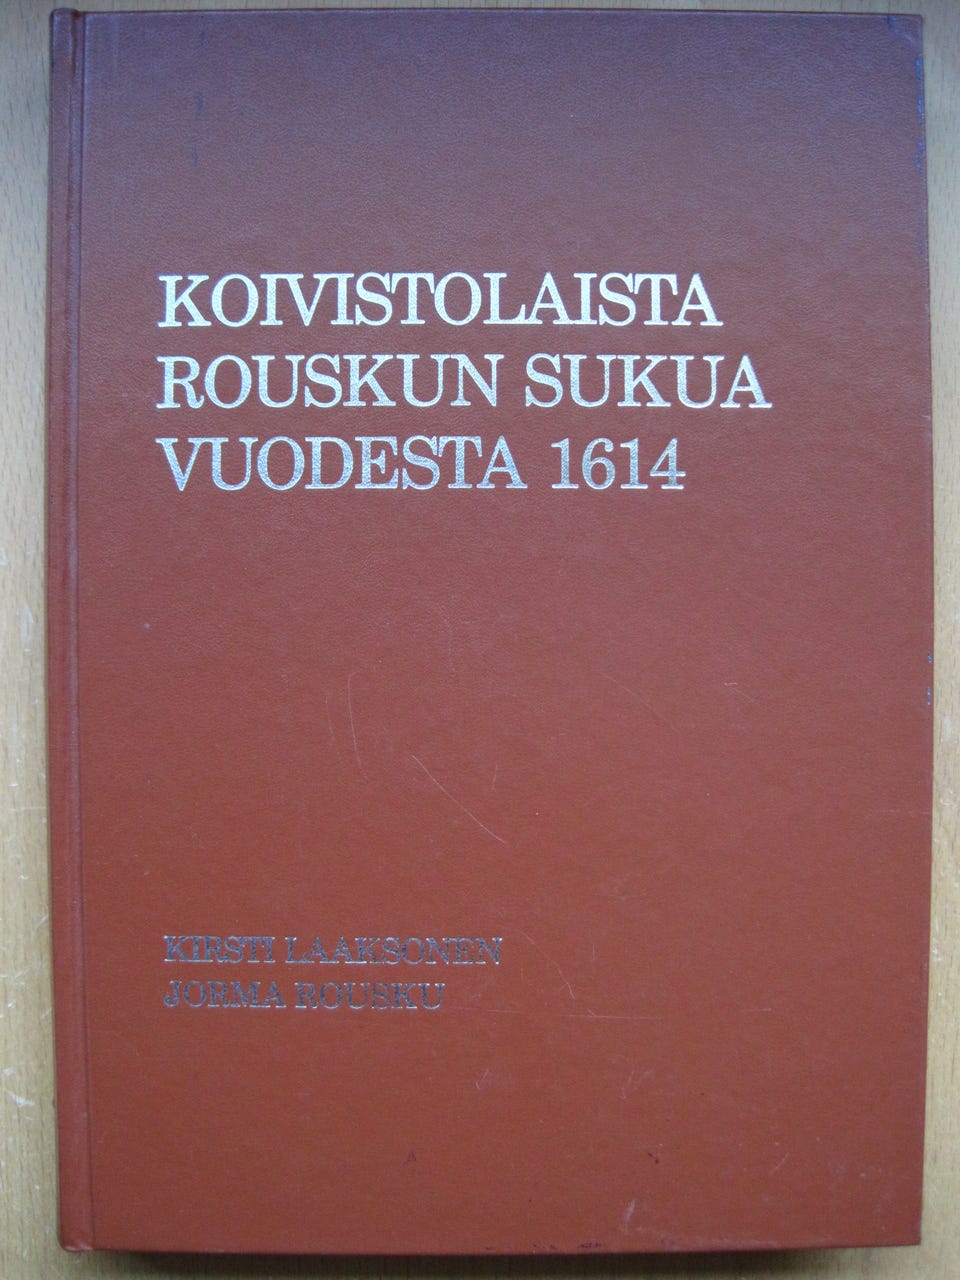 KOIVISTOLAISTA
ROUSKUN SUKUA
VUODESTA 1614
KIRSTI LAAKSONEN
JORMA ROUSKU